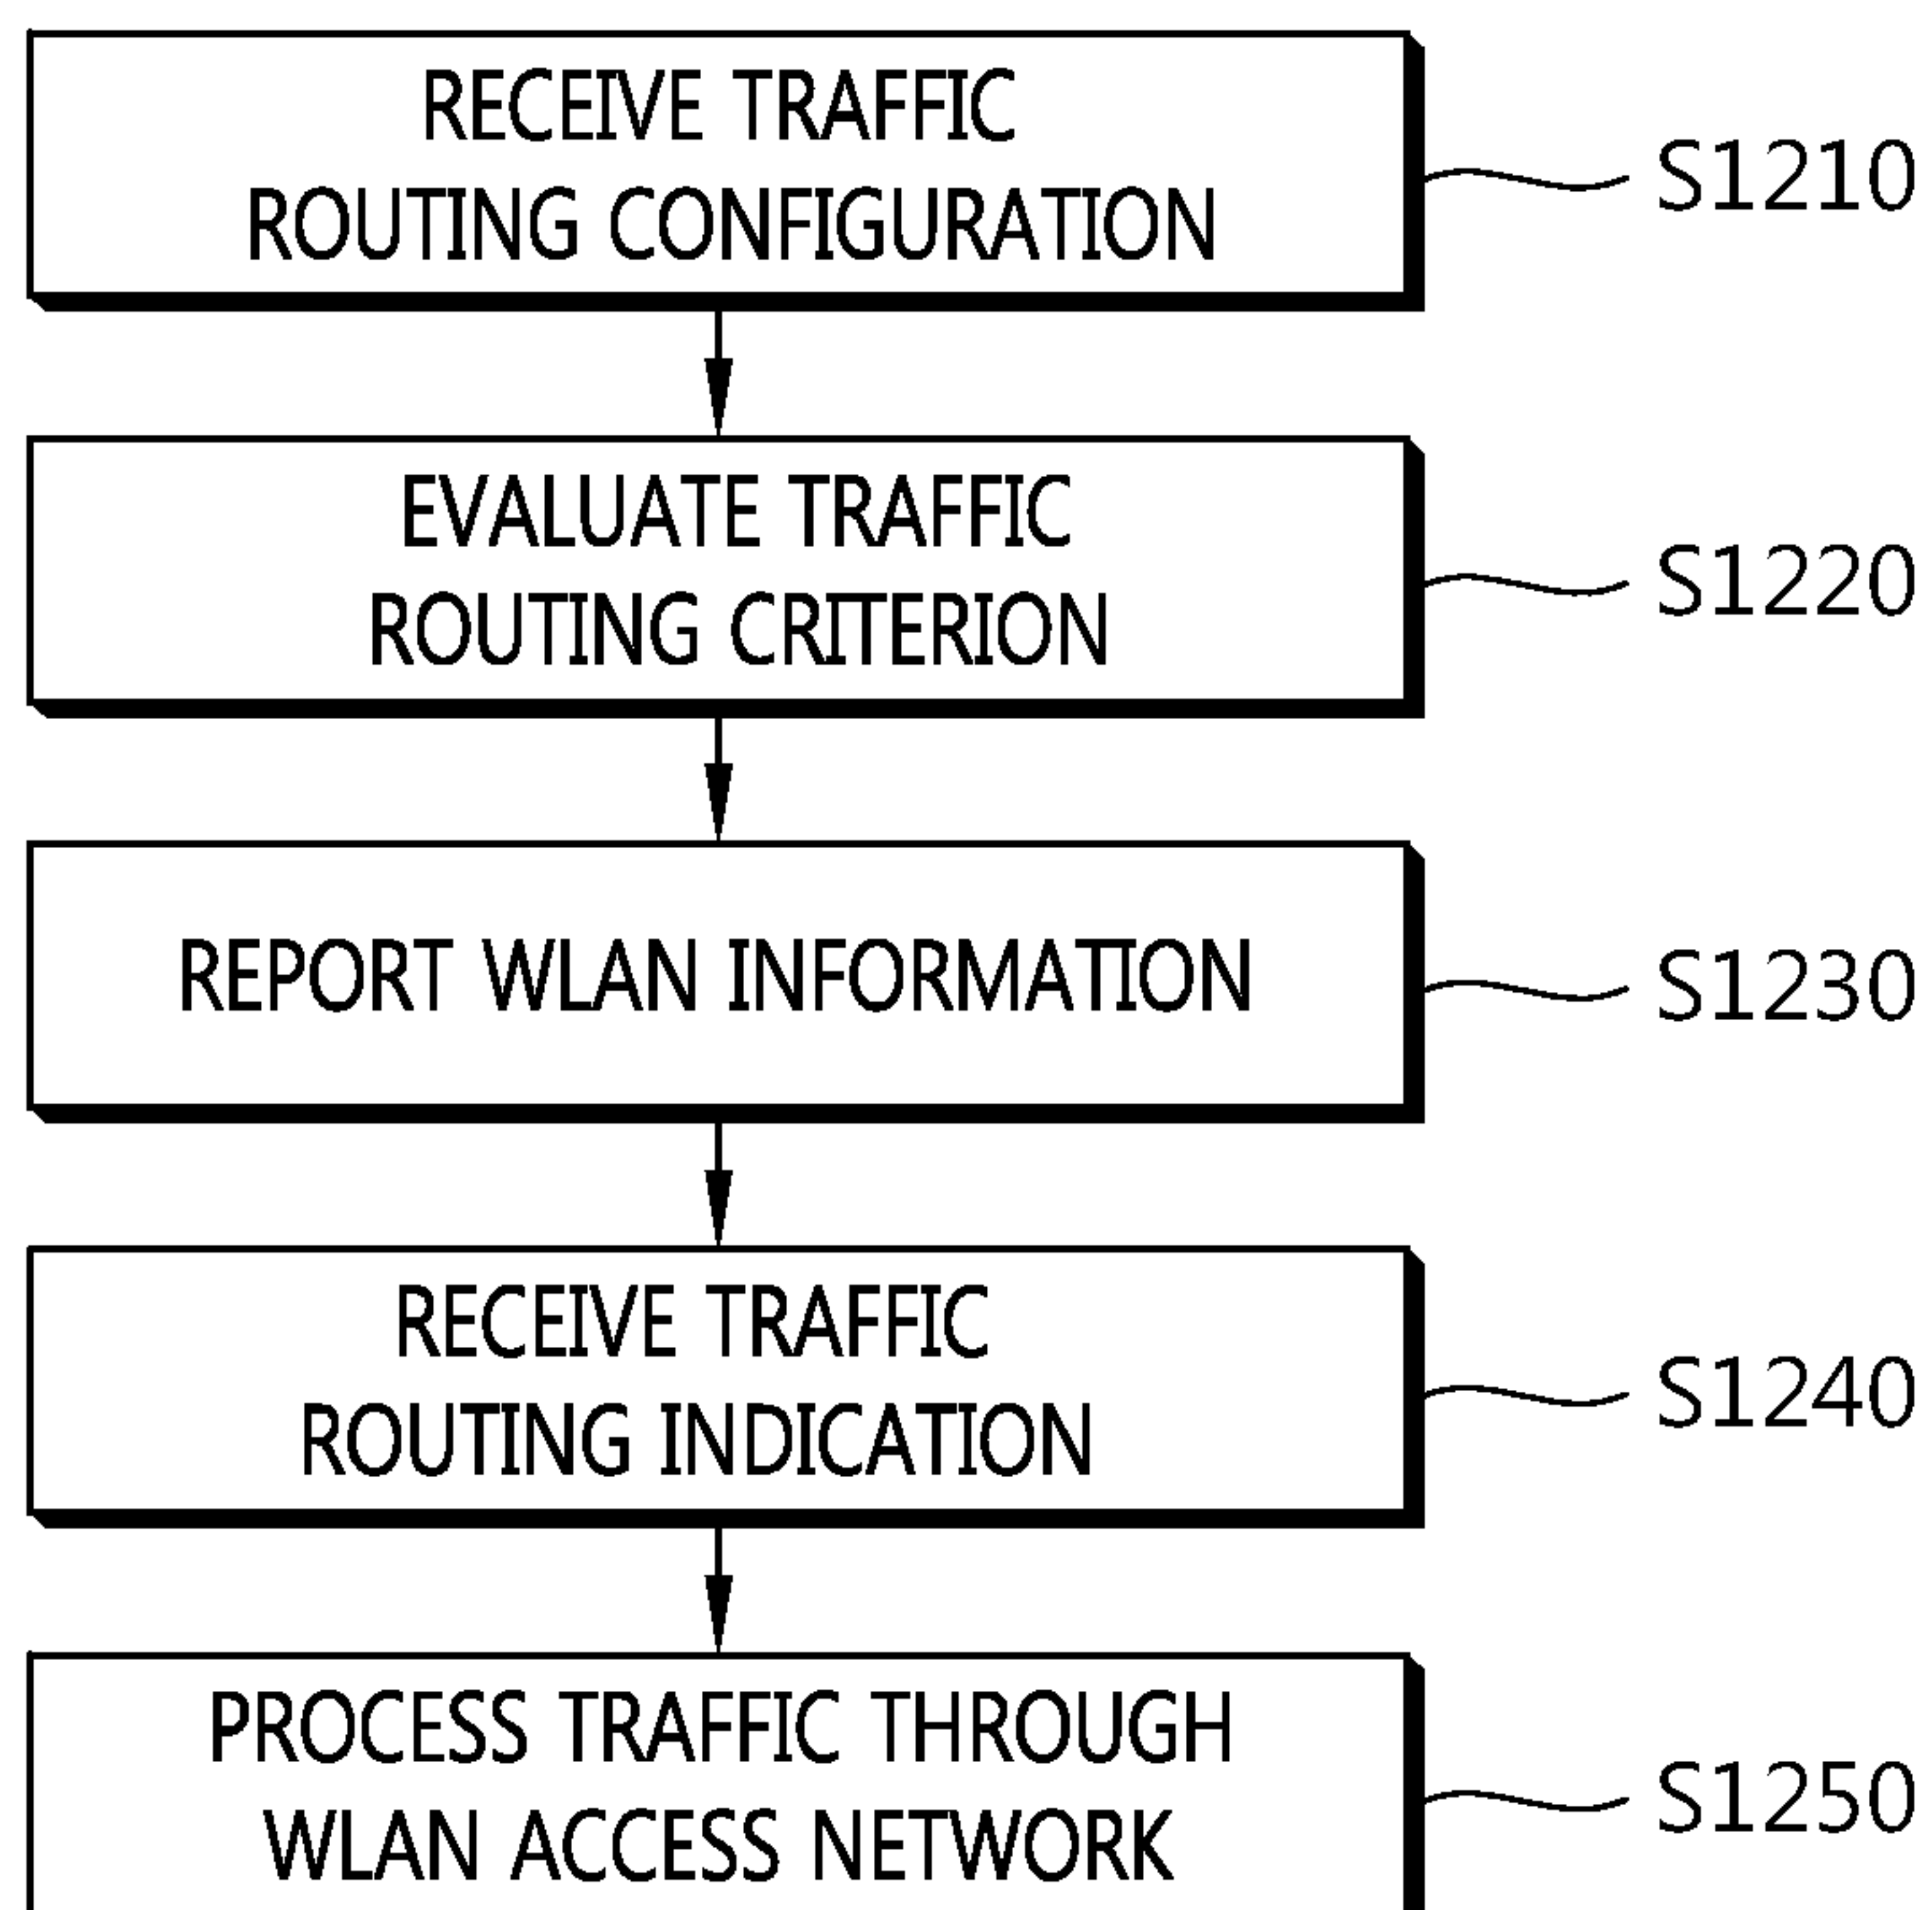 RECEIVE TRAFFIC
ROUTING CONFIGURATION
S1210
EVALUATE TRAFFIC
ROUTING CRITERION
S1220
REPORT WLAN INFORMATION
S1230
RECEIVE TRAFFIC
ROUTING INDICATION
S1240
PROCESS TRAFFIC THROUGH
WLAN ACCESS NETWORK
S1250